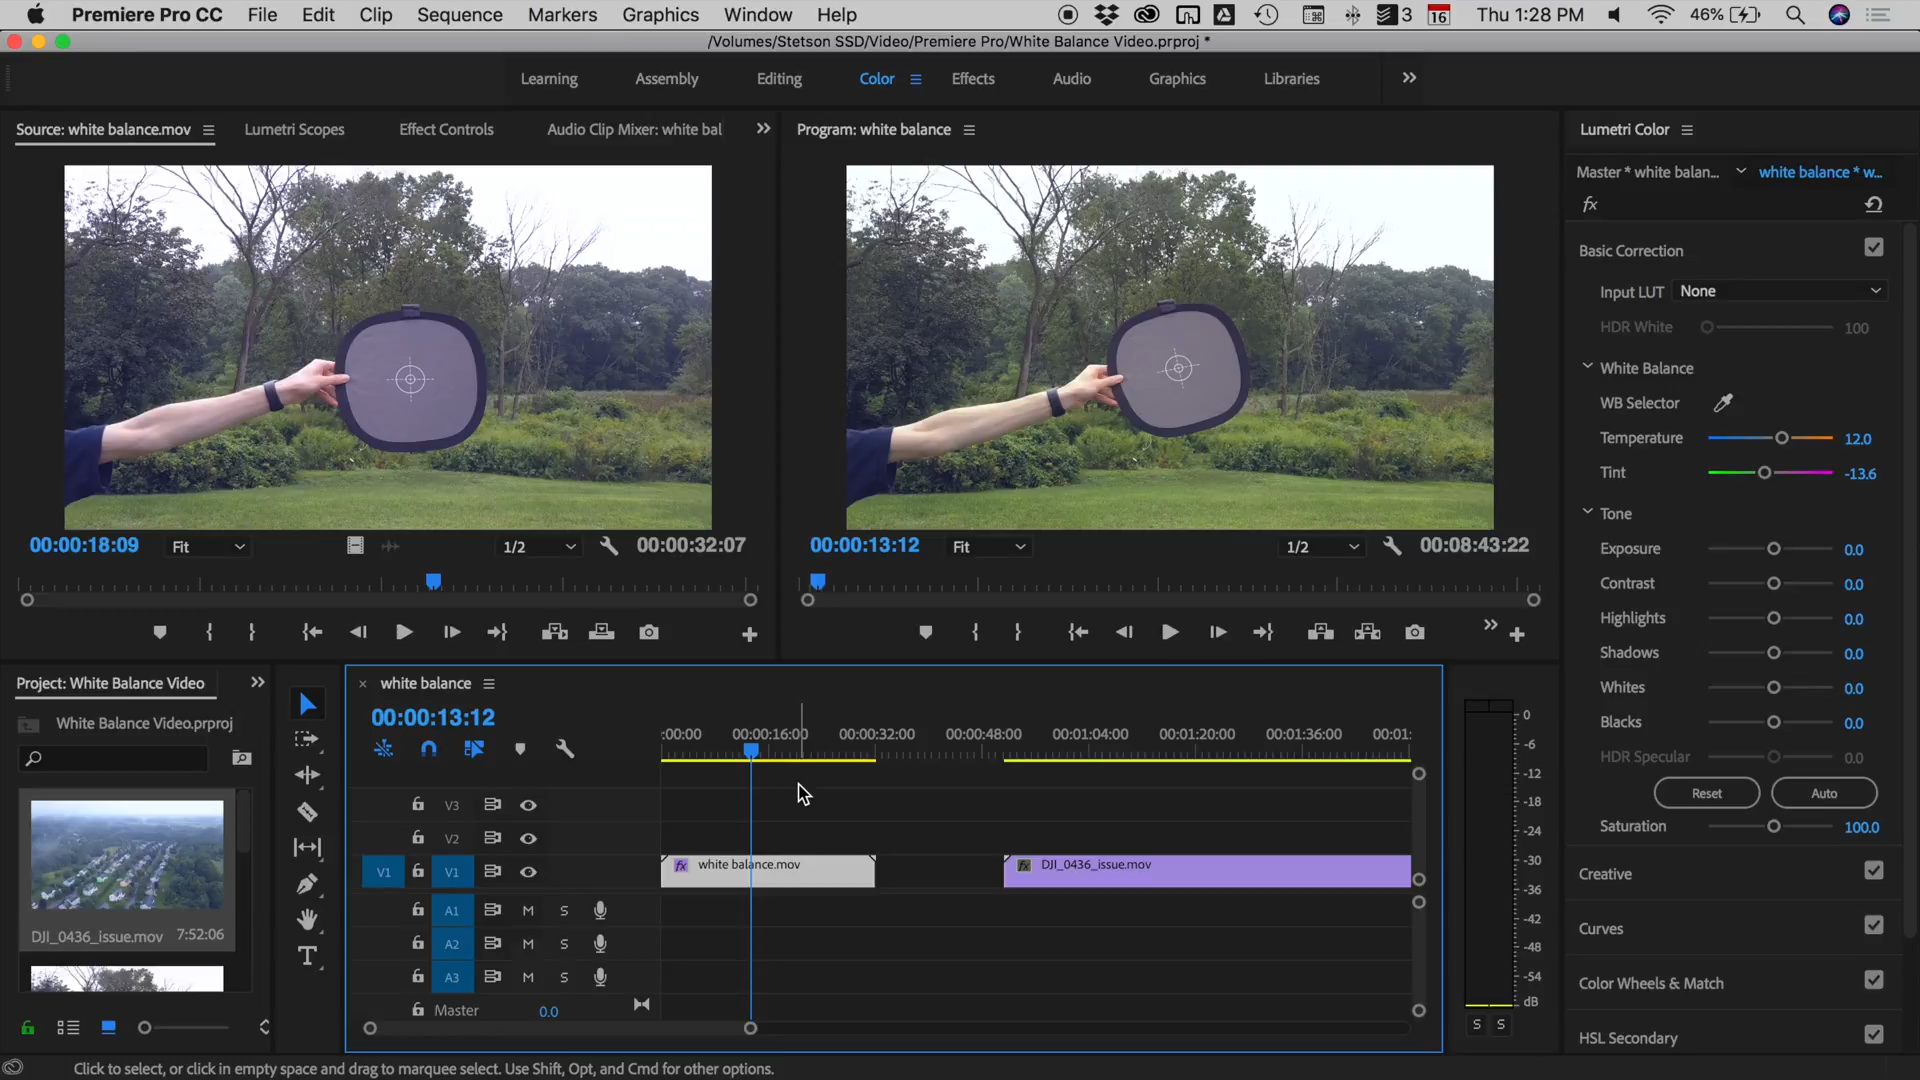 Premiere Pro CC File Edit Clip Sequence Markers Graphics Window Help 3 16 Thu 1:28 PM 46%
/Volumes/Stetson SSD/Video/Premiere Pro/White Balance Video.prproj *
Learning Assembly Editing Color Effects Audio Graphics Libraries
Source: white balance.mov Lumetri Scopes Effect Controls Audio Clip Mixer: white bal
Program: white balance
00:00:18:09 Fit 1/2 00:00:32:07
00:00:13:12 Fit 1/2 00:08:43:22
Lumetri Color
Master * white balan... white balance * w...
fx
Basic Correction
Input LUT None
HDR White 100
White Balance
WB Selector
Temperature 12.0
Tint -13.6
Tone
Exposure 0.0
Contrast 0.0
Highlights 0.0
Shadows 0.0
Whites 0.0
Blacks 0.0
HDR Specular 0.0
Reset Auto
Saturation 100.0
Creative
Curves
Color Wheels & Match
HSL Secondary
Project: White Balance Video
White Balance Video.prproj
DJI_0436_issue.mov 7:52:06
T
white balance
00:00:13:12
:00:00 00:00:16:00 00:00:32:00 00:00:48:00 00:01:04:00 00:01:20:00 00:01:36:00 00:01:
V3
V2
V1 V1 fx white balance.mov fx DJI_0436_issue.mov
A1 M S
A2 M S
A3 M S
Master 0.0
0
-6
-12
-18
-24
-30
-36
-42
-48
-54
dB
S S
Click to select, or click in empty space and drag to marquee select. Use Shift, Opt, and Cmd for other options.